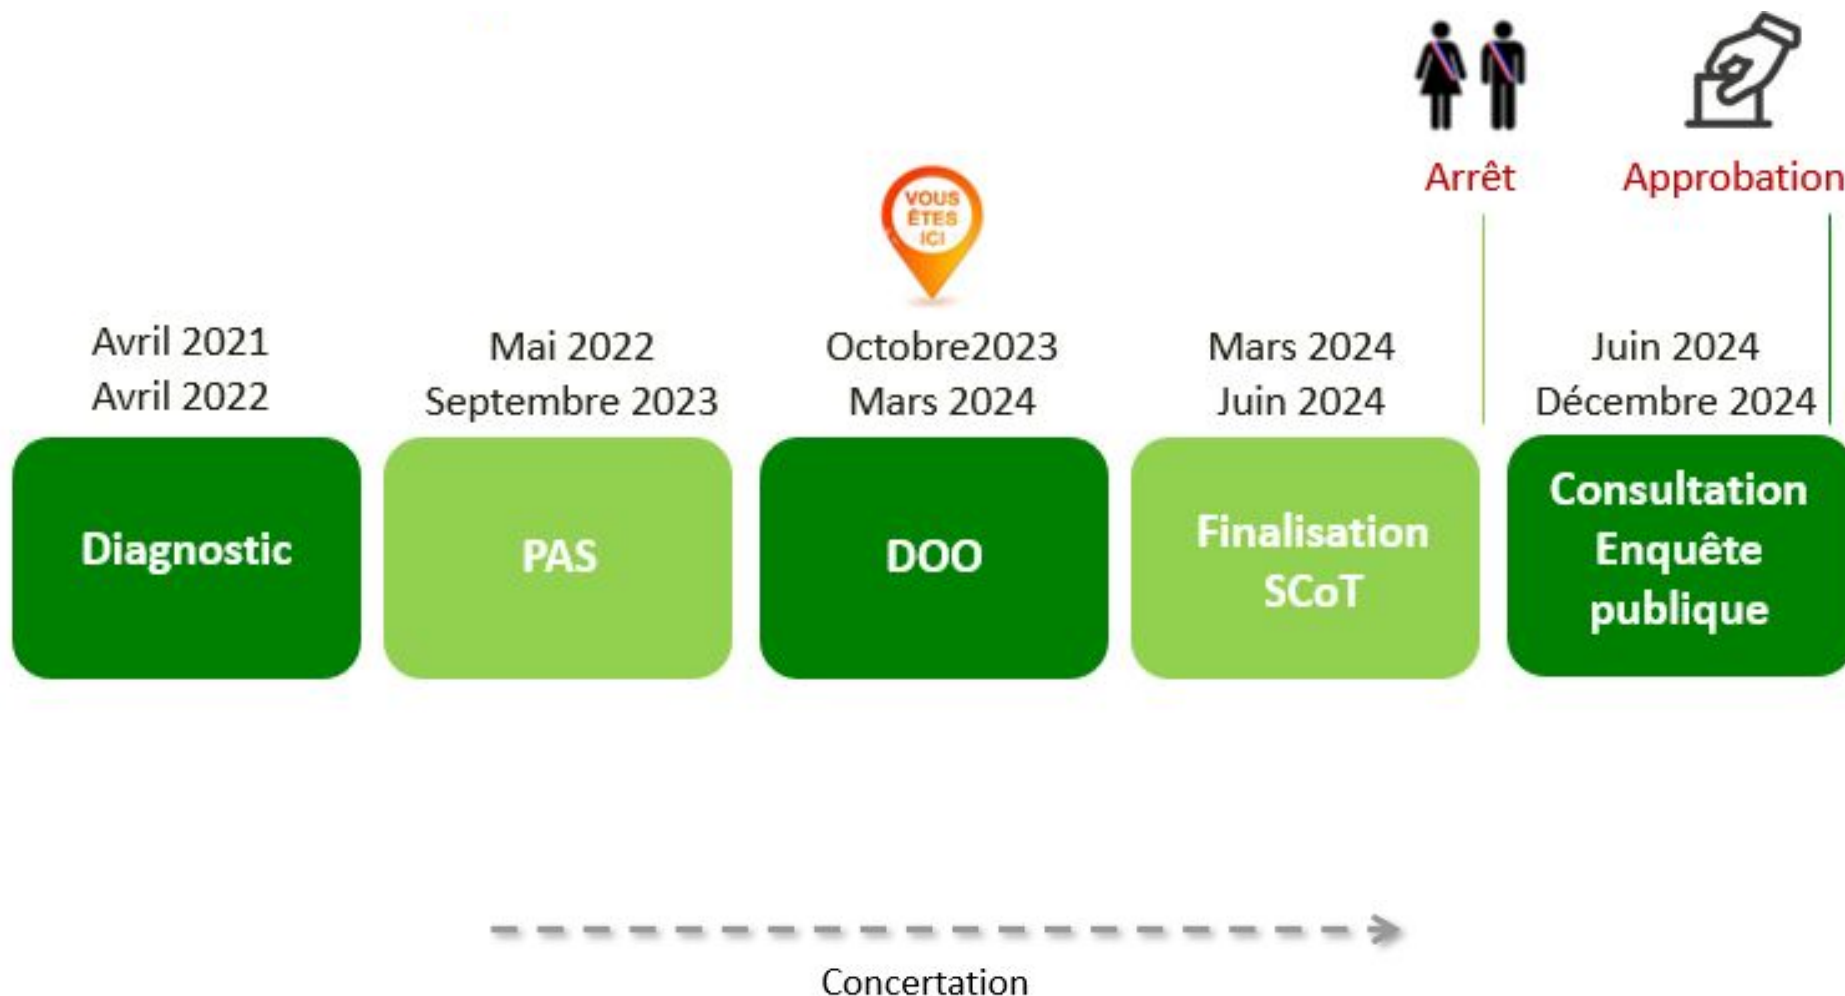 Arrêt
Approbation
VOUS
ÊTES
ICI
Avril 2021
Avril 2022
Mai 2022
Septembre 2023
Octobre2023
Mars 2024
Mars 2024
Juin 2024
Juin 2024
Décembre 2024
Diagnostic
PAS
DOO
Finalisation
SCoT
Consultation
Enquête
publique
Concertation